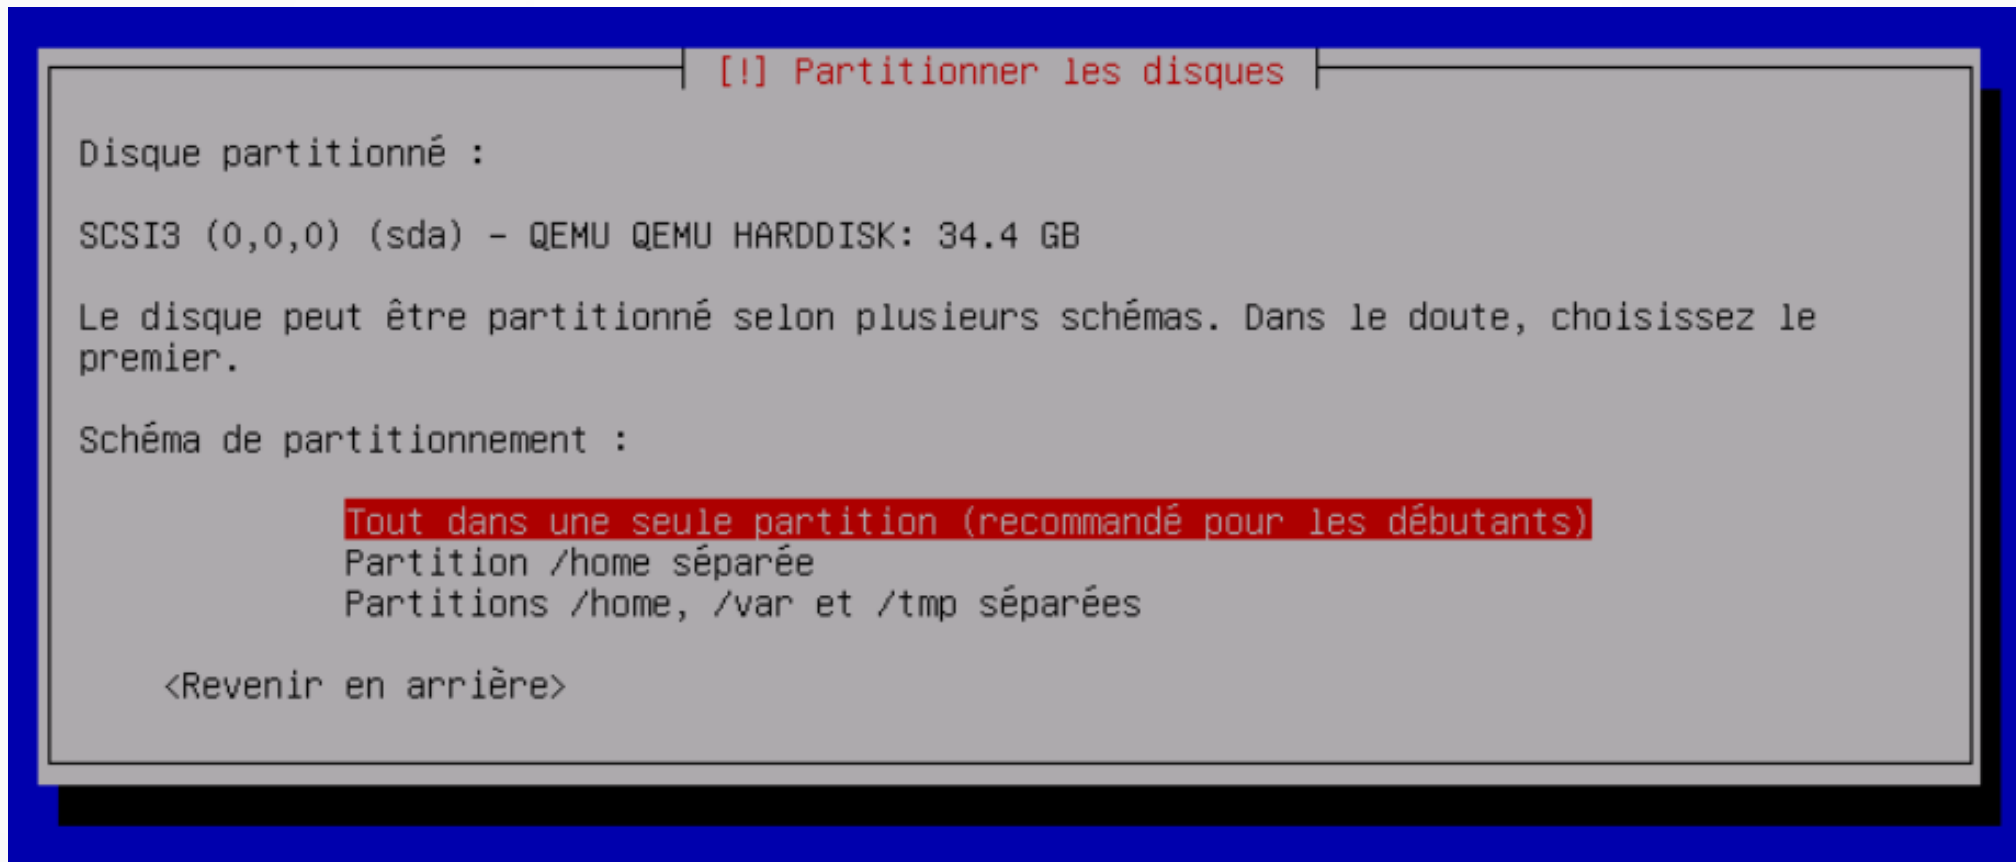 [!] Partitionner les disques
Disque partitionné :
SCSI3 (0,0,0) (sda) – QEMU QEMU HARDDISK: 34.4 GB
Le disque peut être partitionné selon plusieurs schémas. Dans le doute, choisissez le
premier.
Schéma de partitionnement :
Tout dans une seule partition (recommandé pour les débutants)
Partition /home séparée
Partitions /home, /var et /tmp séparées
<Revenir en arrière>